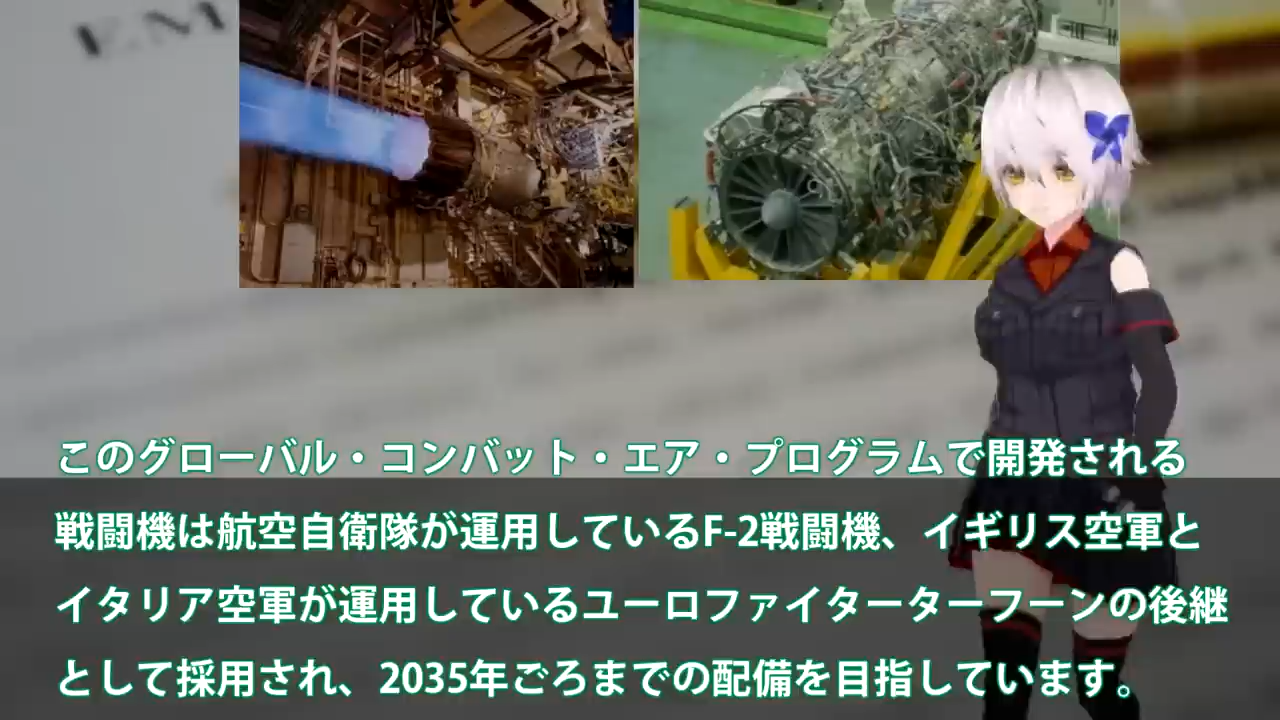 EM
このグローバル・コンバット・エア・プログラムで開発される
戦闘機は航空自衛隊が運用しているF-2戦闘機、イギリス空軍と
イタリア空軍が運用しているユーロファイターターフーンの後継
として採用され、2035年ごろまでの配備を目指しています。